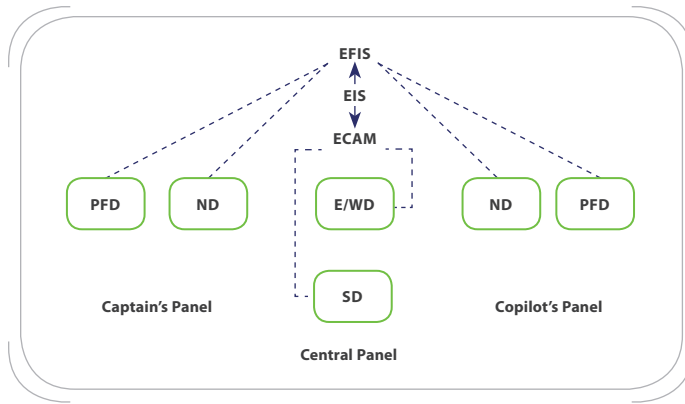 EFIS
EIS
ECAM
PFD
ND
E/WD
ND
PFD
SD
Captain's Panel
Copilot's Panel
Central Panel